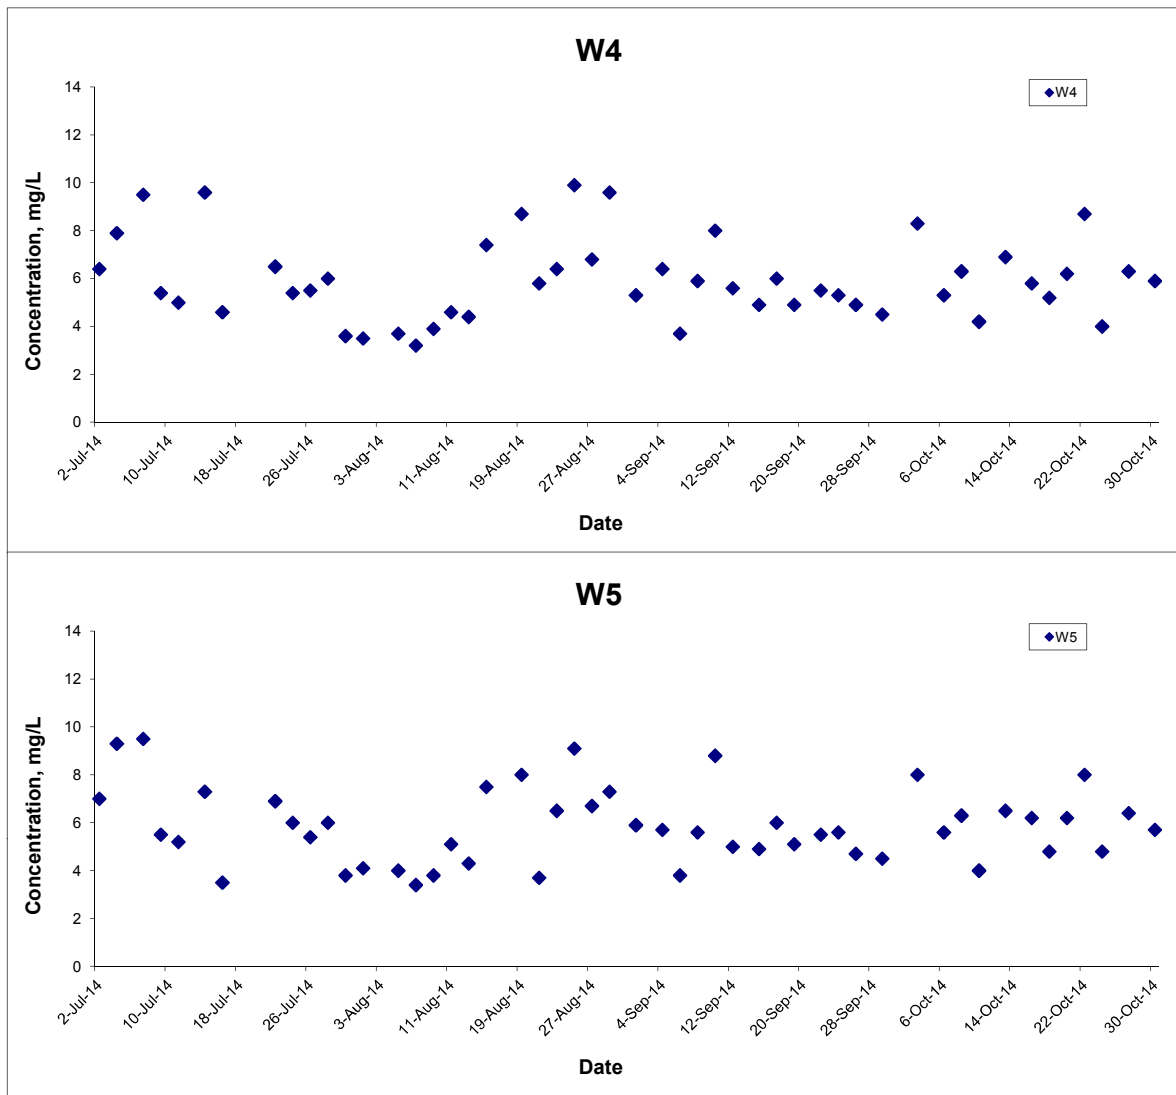 W4
W4
14
12
10
8
6
4
2
0
Concentration, mg/L
2-Jul-14
10-Jul-14
18-Jul-14
26-Jul-14
3-Aug-14
11-Aug-14
19-Aug-14
27-Aug-14
4-Sep-14
12-Sep-14
20-Sep-14
28-Sep-14
6-Oct-14
14-Oct-14
22-Oct-14
30-Oct-14
Date
W5
W5
14
12
10
8
6
4
2
0
Concentration, mg/L
2-Jul-14
10-Jul-14
18-Jul-14
26-Jul-14
3-Aug-14
11-Aug-14
19-Aug-14
27-Aug-14
4-Sep-14
12-Sep-14
20-Sep-14
28-Sep-14
6-Oct-14
14-Oct-14
22-Oct-14
30-Oct-14
Date